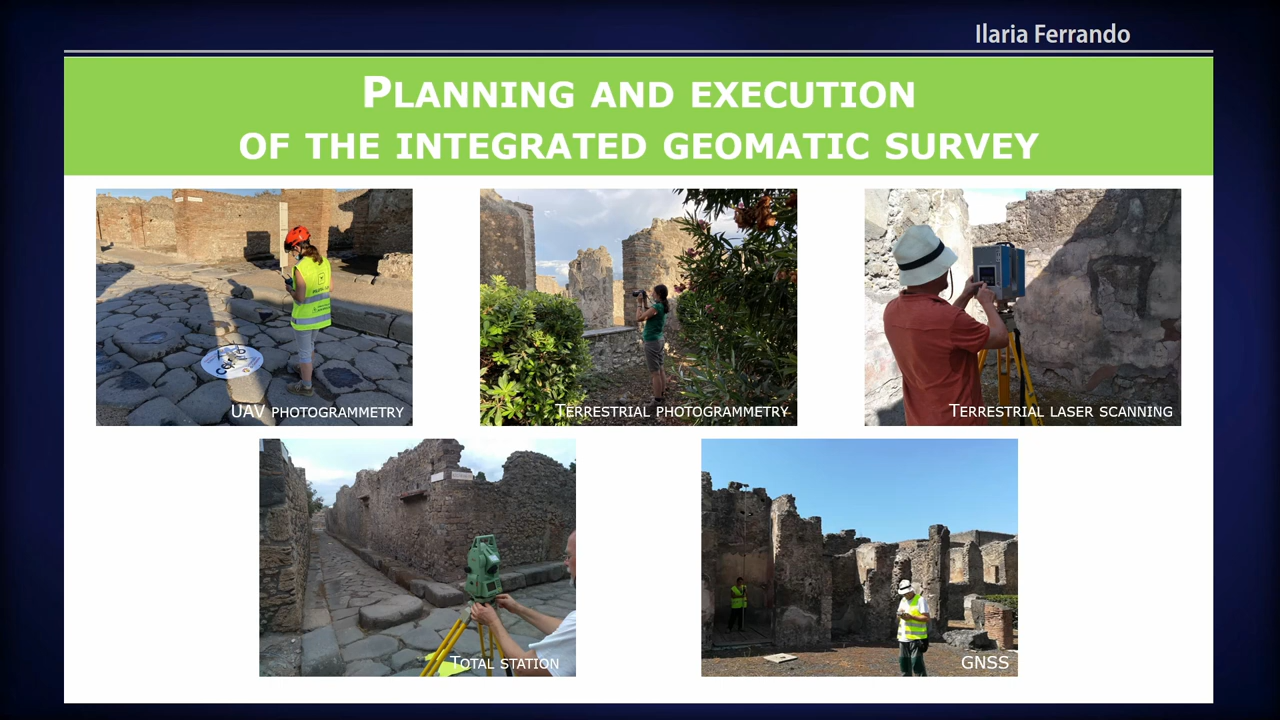 Ilaria Ferrando
Planning and execution
of the integrated geomatic survey
UAV photogrammetry
Terrestrial photogrammetry
Terrestrial laser scanning
Total station
GNSS